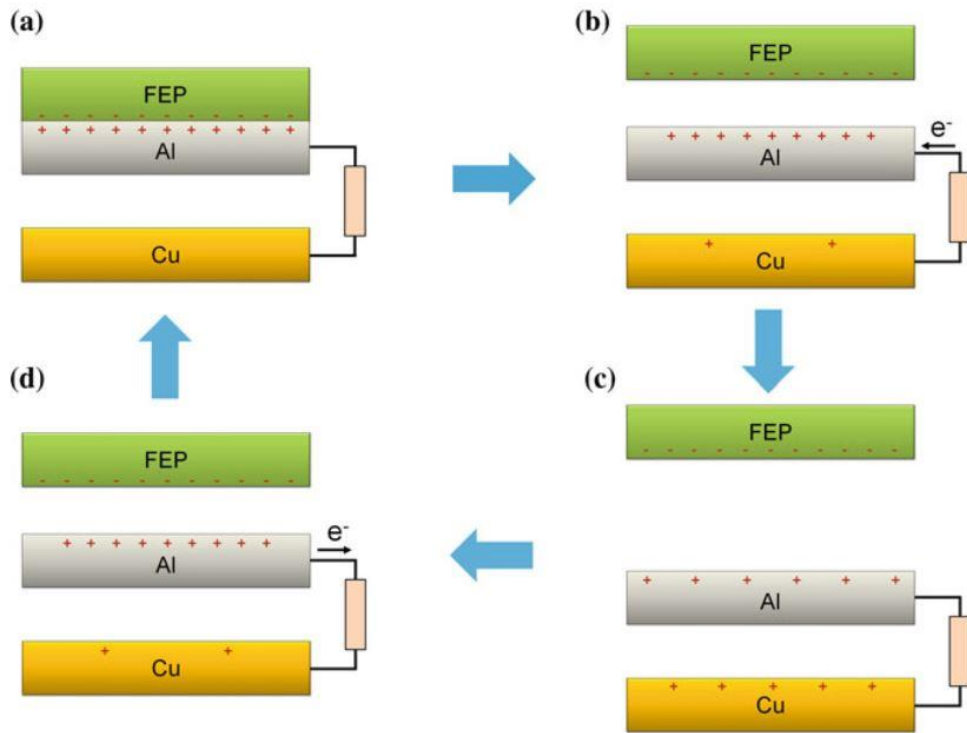 (a)
FEP
- - - - - - - - - - -
+ + + + + + + + + + +
Al
Cu
(b)
FEP
- - - - - - - - - - -
+ + + + + + + + +
Al
e-
+ +
Cu
(c)
FEP
- - - - - - - - - - -
+ + + + + +
Al
+ + + + +
Cu
(d)
FEP
- - - - - - - - - - -
+ + + + + + + + +
Al
e-
+ +
Cu